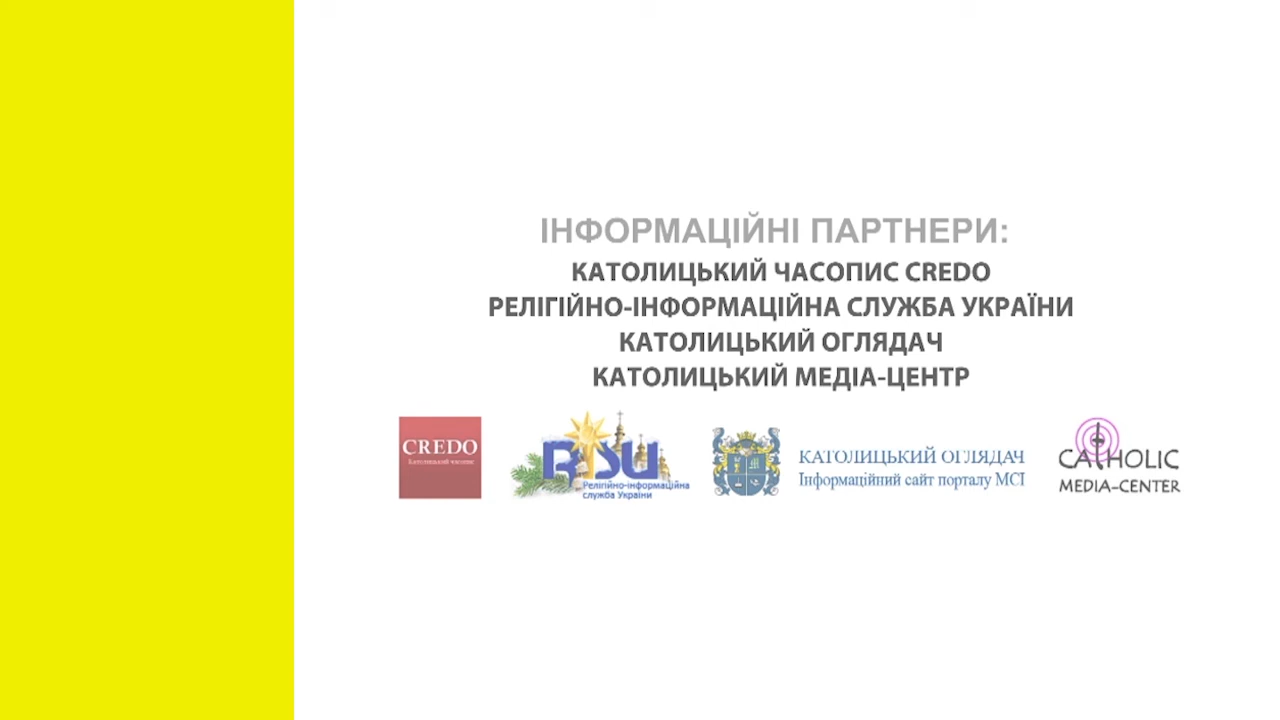 ІНФОРМАЦІЙНІ ПАРТНЕРИ:
КАТОЛИЦЬКИЙ ЧАСОПИС CREDO
РЕЛІГІЙНО-ІНФОРМАЦІЙНА СЛУЖБА УКРАЇНИ
КАТОЛИЦЬКИЙ ОГЛЯДАЧ
КАТОЛИЦЬКИЙ МЕДІА-ЦЕНТР
CREDO
Католицький часопис
RISU
Релігійно-інформаційна
служба України
КАТОЛИЦЬКИЙ ОГЛЯДАЧ
Інформаційний сайт порталу МСІ
CATHOLIC
MEDIA-CENTER